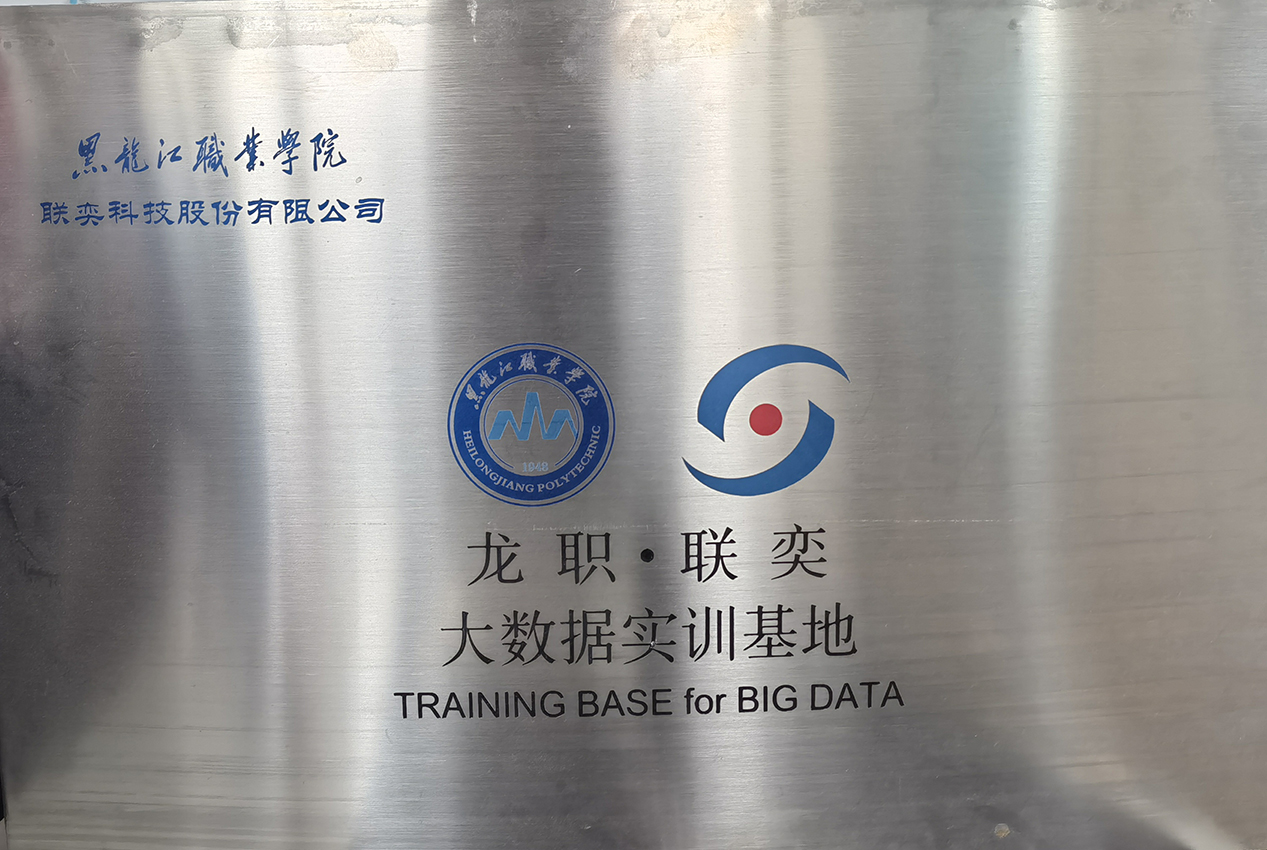 黑龍江職業學院
联奕科技股份有限公司
黑龍江職業學院
HEILONGJIANG POLYTECHNIC
1948
龙职·联奕
大数据实训基地
TRAINING BASE for BIG DATA